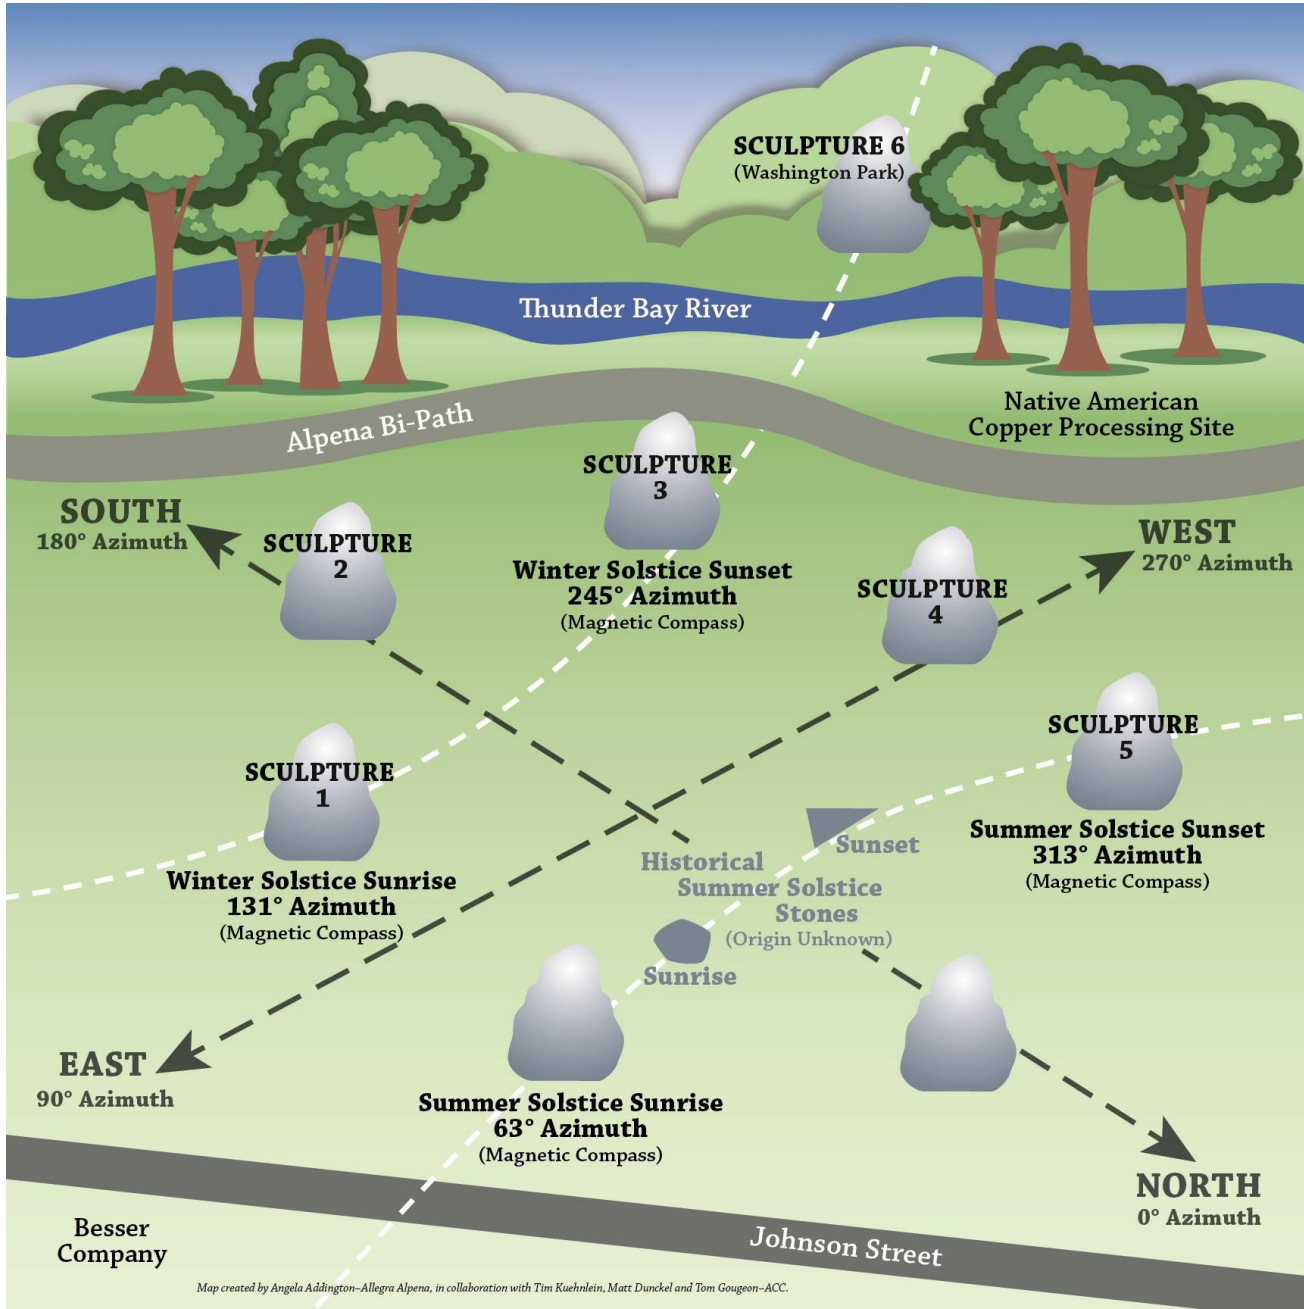 SCULPTURE 6
(Washington Park)
Thunder Bay River
Native American
Copper Processing Site
Alpena Bi-Path
SCULPTURE
3
SOUTH
180° Azimuth
SCULPTURE
2
WEST
270° Azimuth
Winter Solstice Sunset
245° Azimuth
(Magnetic Compass)
SCULPTURE
4
SCULPTURE
5
SCULPTURE
1
Summer Solstice Sunset
313° Azimuth
(Magnetic Compass)
Sunset
Historical
Summer Solstice
Stones
(Origin Unknown)
Winter Solstice Sunrise
131° Azimuth
(Magnetic Compass)
Sunrise
EAST
90° Azimuth
Summer Solstice Sunrise
63° Azimuth
(Magnetic Compass)
NORTH
0° Azimuth
Besser
Company
Johnson Street
Map created by Angela Addington–Allegra Alpena, in collaboration with Tim Kuehnlein, Matt Dunckel and Tom Gougeon–ACC.